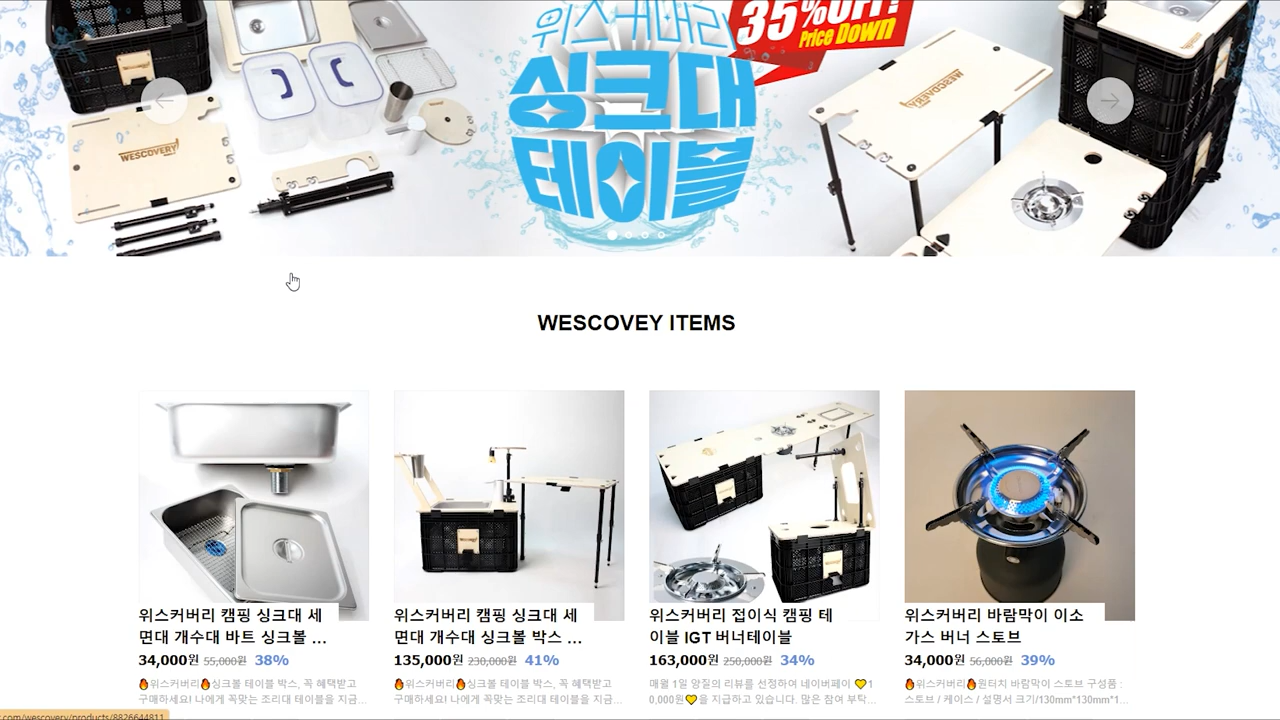 위스커버리
35%OFF!
Price Down
싱크대
테이블
WESCOVERY
WESCOVERY
WESCOVEY ITEMS
위스커버리 캠핑 싱크대 세
면대 개수대 바트 싱크볼 ...
34,000원 55,000원 38%
🔥위스커버리🔥싱크볼 테이블 박스, 꼭 혜택받고
구매하세요! 나에게 꼭맞는 조리대 테이블을 지금...
위스커버리 캠핑 싱크대 세
면대 개수대 싱크볼 박스 ...
135,000원 230,000원 41%
🔥위스커버리🔥싱크볼 테이블 박스, 꼭 혜택받고
구매하세요! 나에게 꼭맞는 조리대 테이블을 지금...
위스커버리 접이식 캠핑 테
이블 IGT 버너테이블
163,000원 250,000원 34%
매월 1일 양질의 리뷰를 선정하여 네이버페이 💛1
0,000원💛을 지급하고 있습니다. 많은 참여 부탁...
위스커버리 바람막이 이소
가스 버너 스토브
34,000원 56,000원 39%
🔥위스커버리🔥원터치 바람막이 스토브 구성품 :
스토브 / 케이스 / 설명서 크기/130mm*130mm*1...
r.com/wescovery/products/8826644811